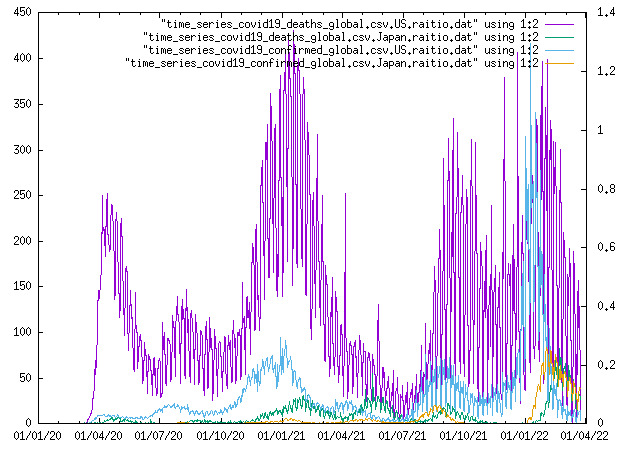 450 "time_series_covid19_deaths_global.csv.US.raitio.dat" using 1:2 1.4
"time_series_covid19_deaths_global.csv.Japan.raitio.dat" using 1:2
400 "time_series_covid19_confirmed_global.csv.US.raitio.dat" using 1:2
"time_series_covid19_confirmed_global.csv.Japan.raitio.dat" using 1:2 1.2
350
300 1
250 0.8
200 0.6
150
100 0.4
50 0.2
0 0
01/01/20 01/04/20 01/07/20 01/10/20 01/01/21 01/04/21 01/07/21 01/10/21 01/01/22 01/04/22